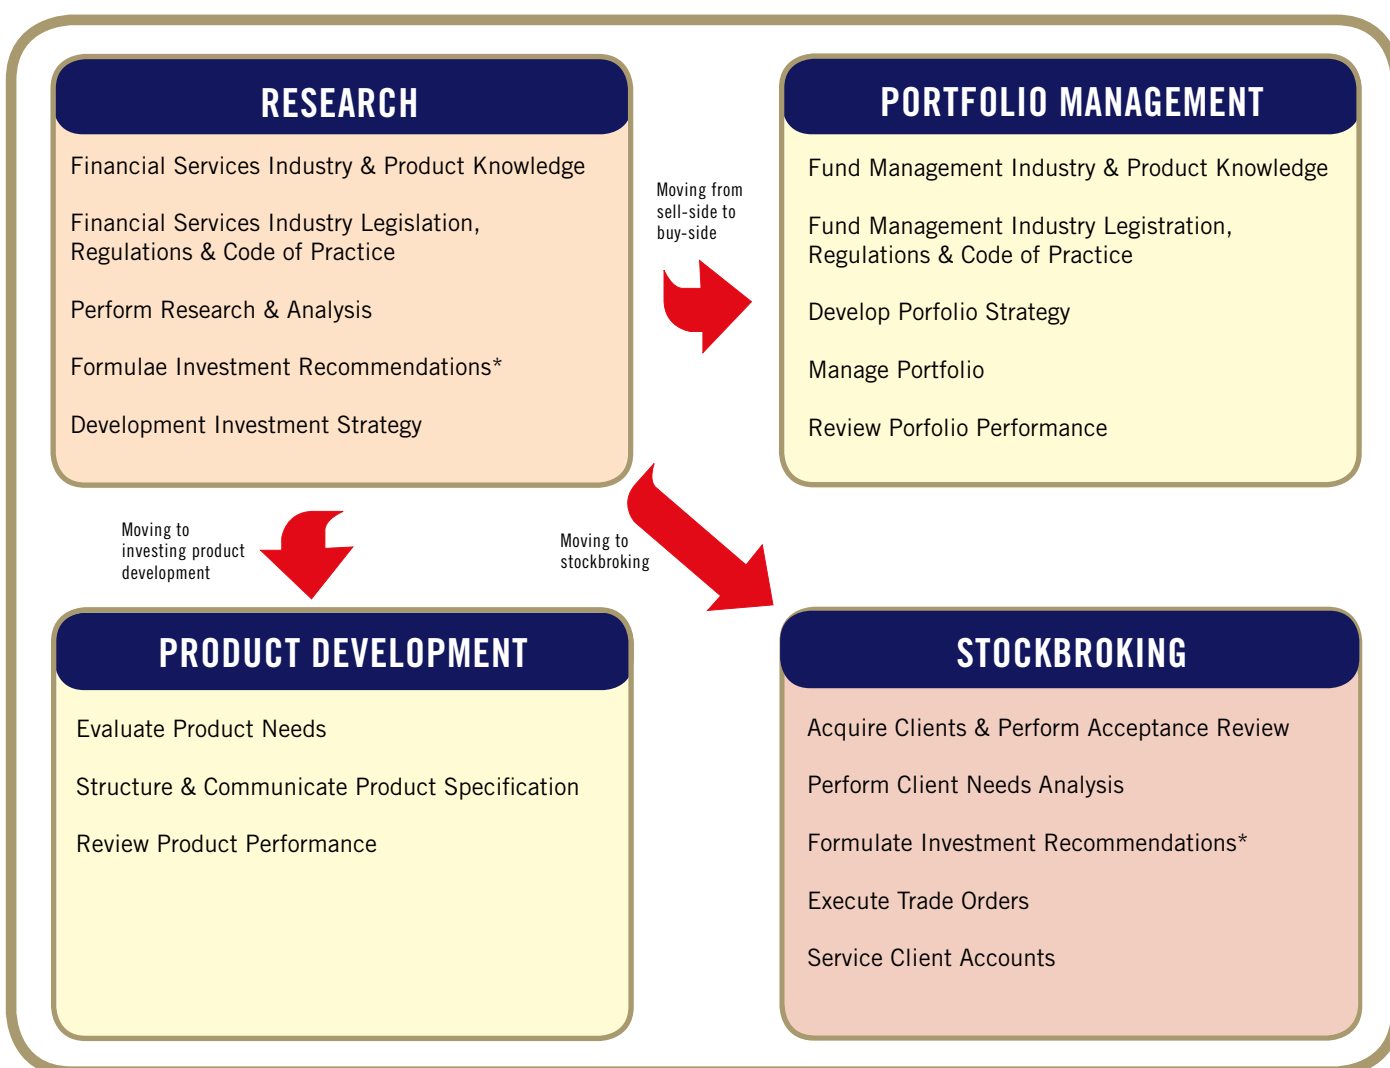 RESEARCH
Financial Services Industry & Product Knowledge
Financial Services Industry Legislation,
Regulations & Code of Practice
Perform Research & Analysis
Formulae Investment Recommendations*
Development Investment Strategy
Moving from
sell-side to
buy-side
PORTFOLIO MANAGEMENT
Fund Management Industry & Product Knowledge
Fund Management Industry Legistration,
Regulations & Code of Practice
Develop Porfolio Strategy
Manage Portfolio
Review Porfolio Performance
Moving to
investing product
development
Moving to
stockbroking
PRODUCT DEVELOPMENT
Evaluate Product Needs
Structure & Communicate Product Specification
Review Product Performance
STOCKBROKING
Acquire Clients & Perform Acceptance Review
Perform Client Needs Analysis
Formulate Investment Recommendations*
Execute Trade Orders
Service Client Accounts